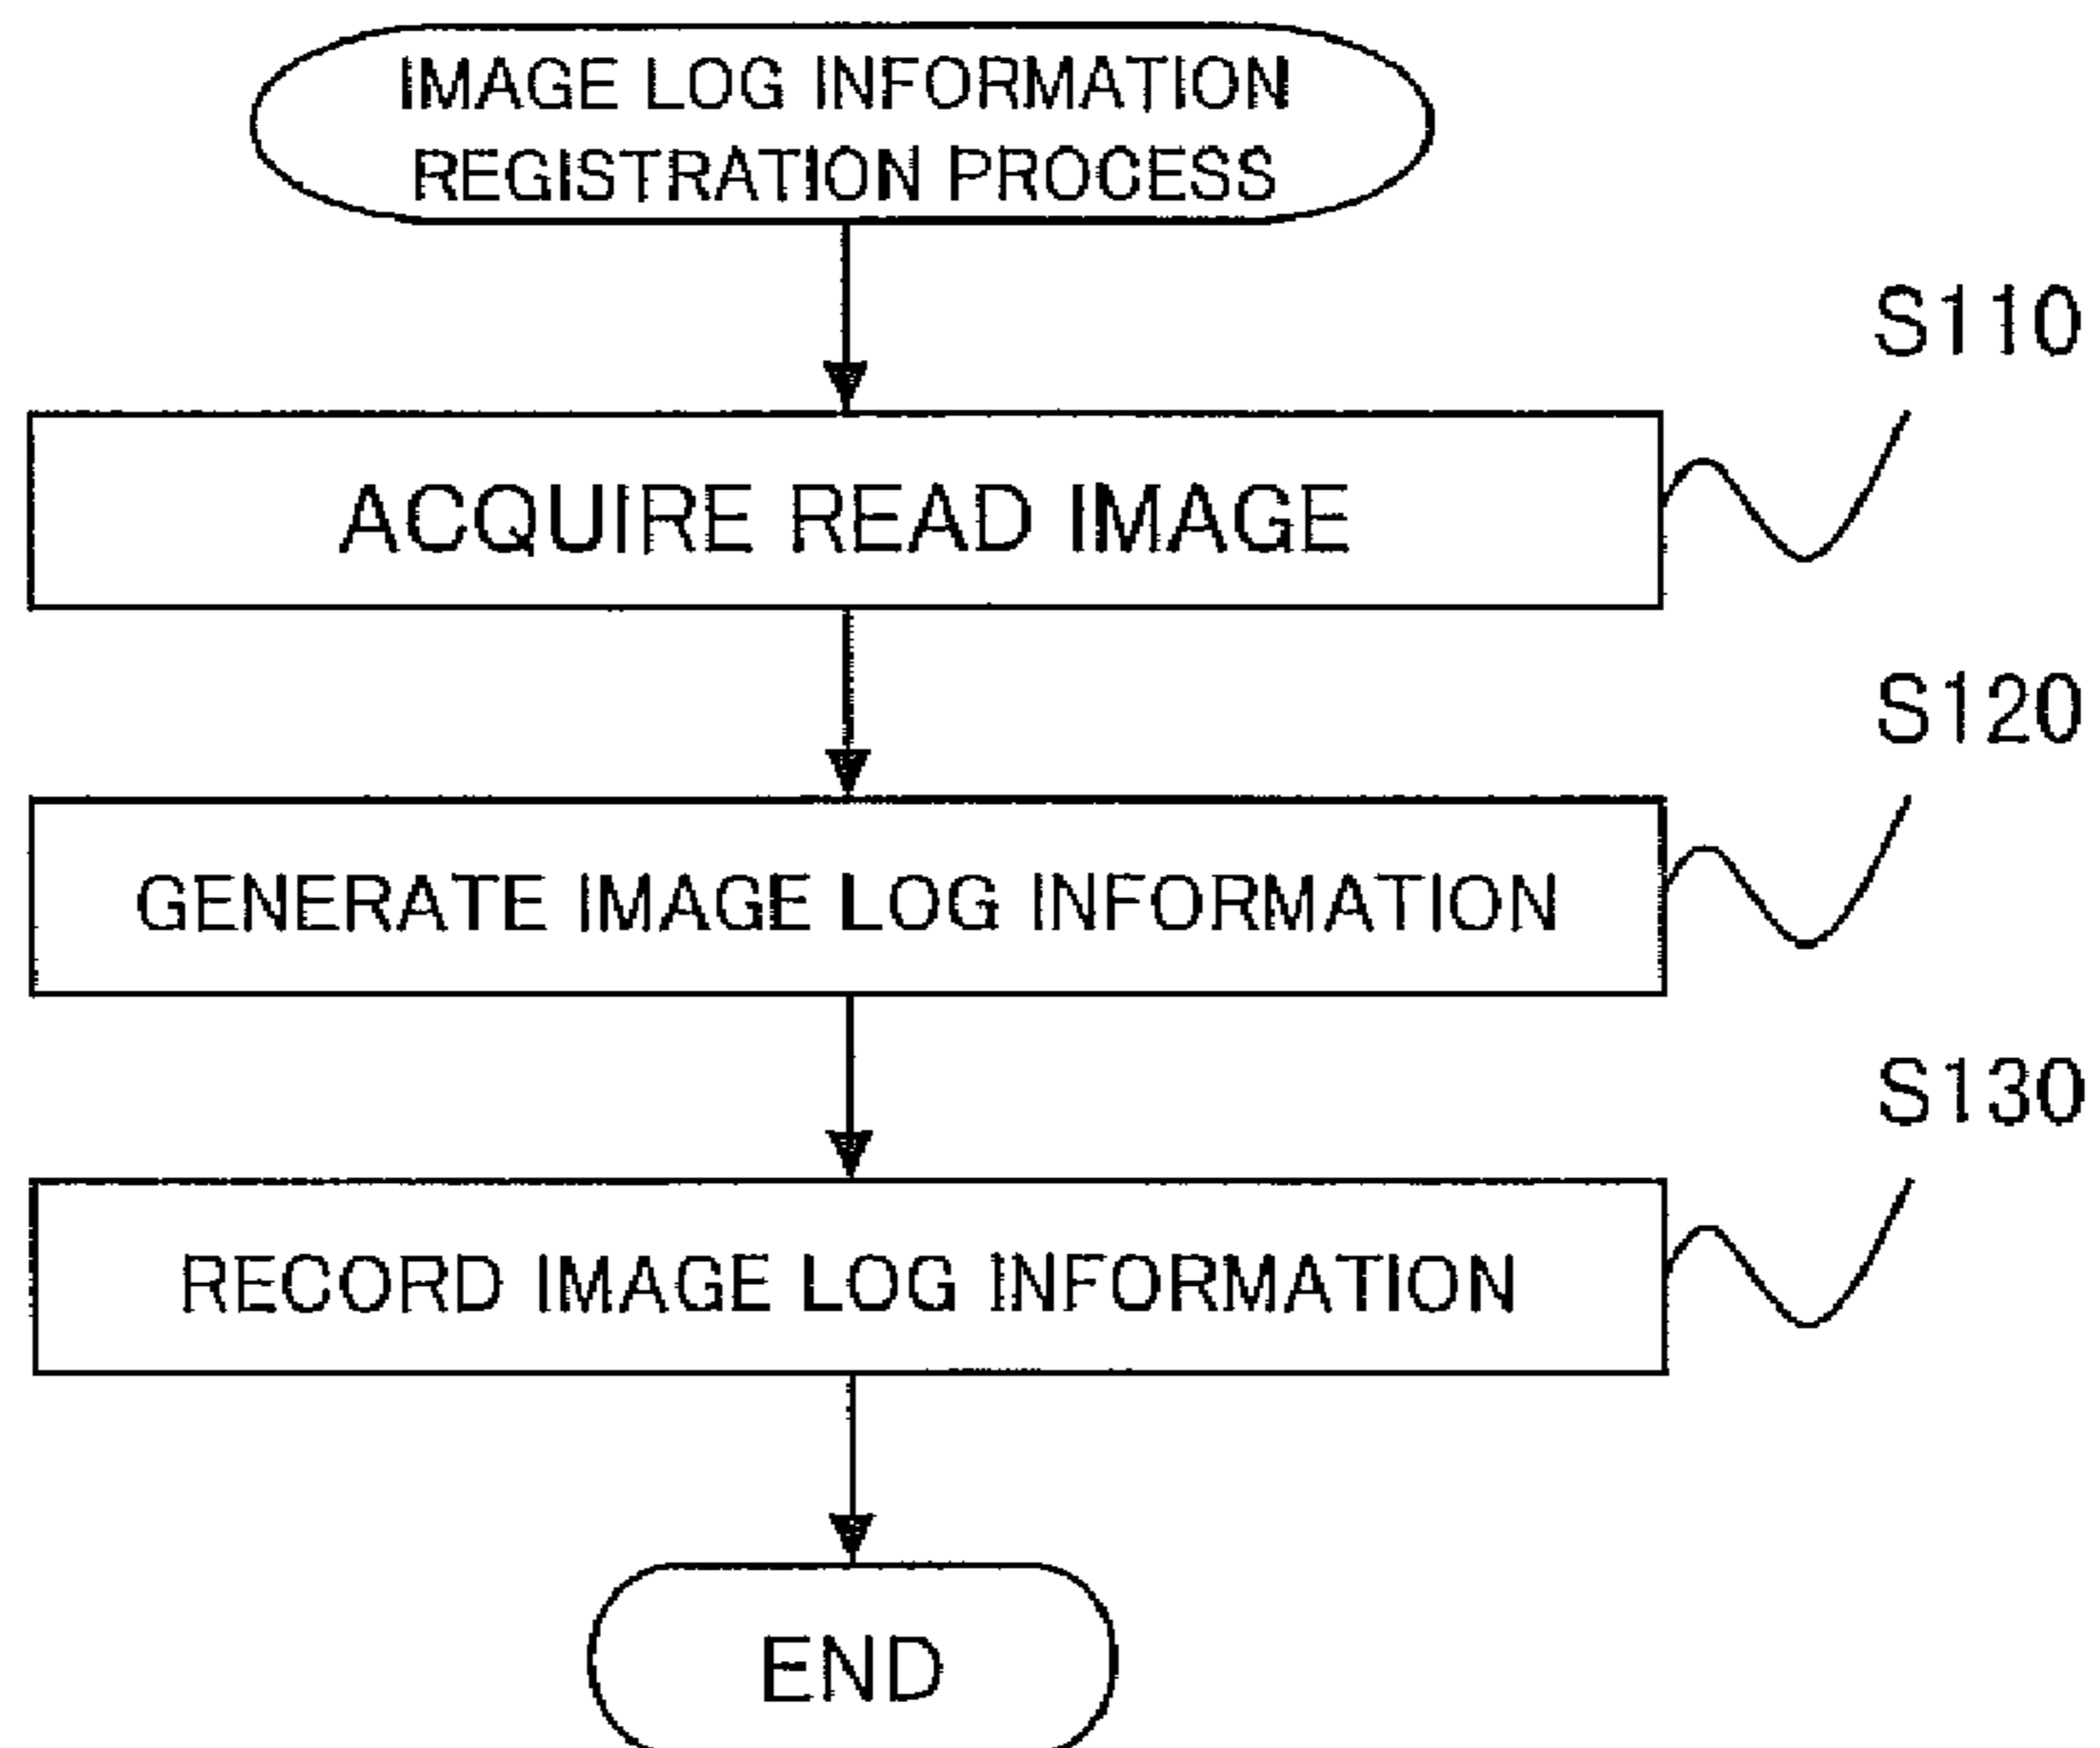 IMAGE LOG INFORMATION
REGISTRATION PROCESS
S110
ACQUIRE READ IMAGE
S120
GENERATE IMAGE LOG INFORMATION
S130
RECORD IMAGE LOG INFORMATION
END